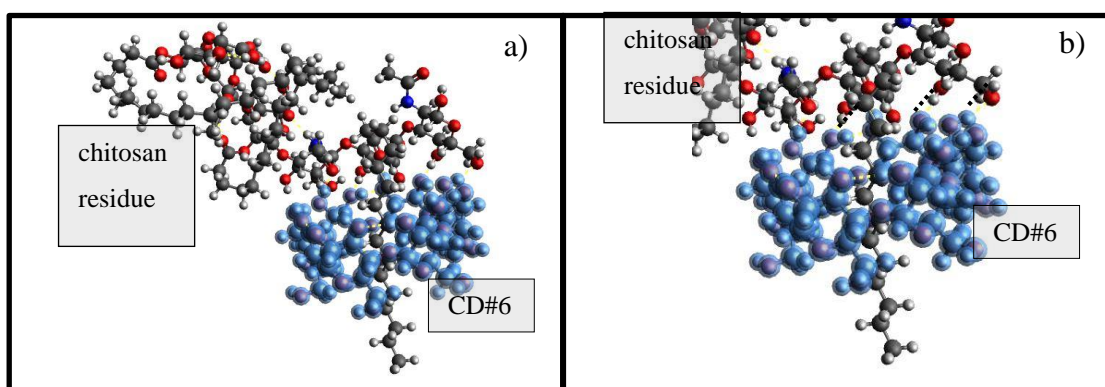 a)
chitosan
residue
CD#6
b)
chitosan
residue
CD#6